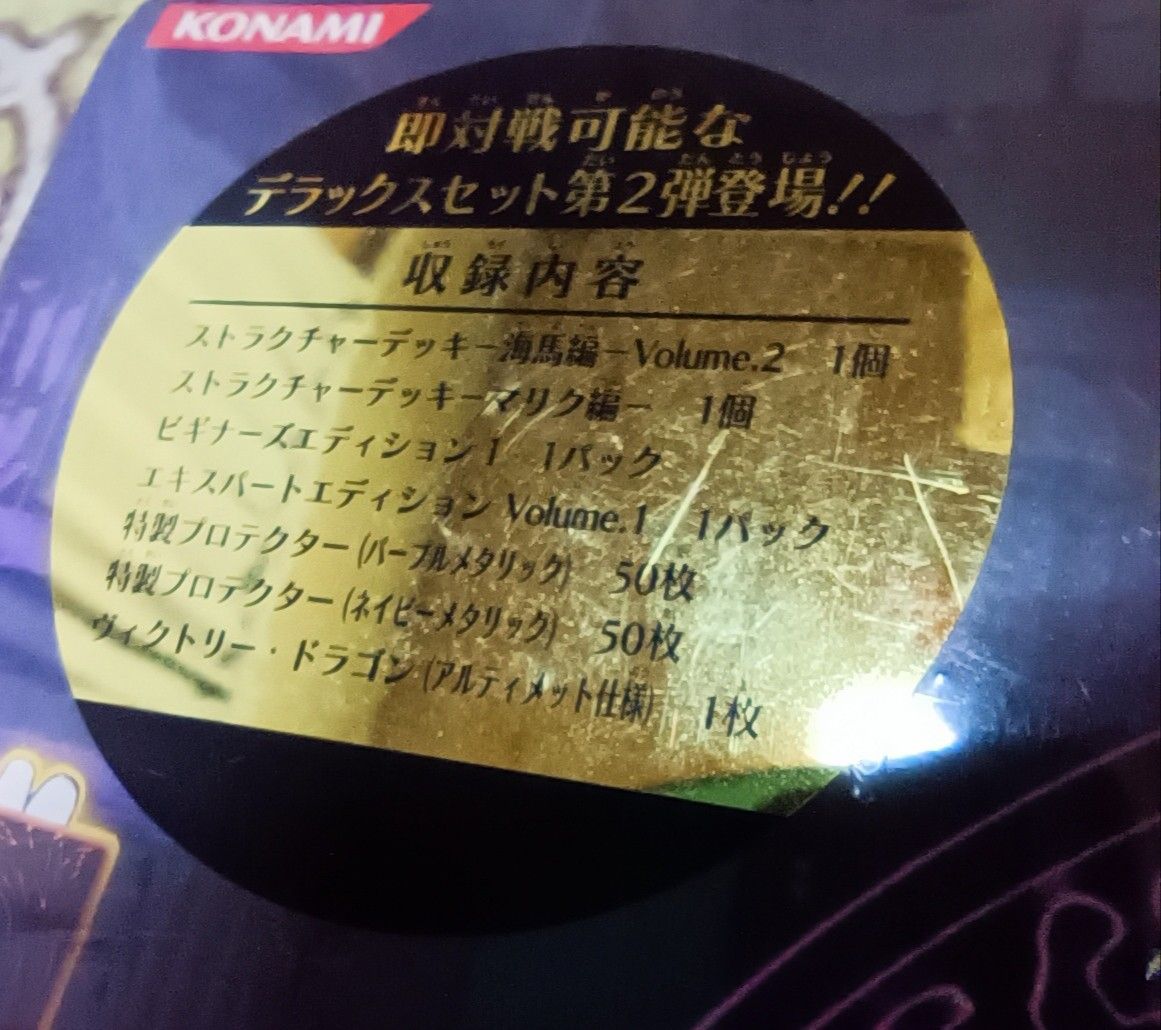 KONAMI
即対戦可能な
デラックスセット第2弾登場!!
収録内容
ストラクチャーデッキー海馬編ーVolume.2 1個
ストラクチャーデッキーマリク編ー 1個
ビギナーズエディション1 1パック
エキスパートエディション Volume.1 1パック
特製プロテクター(パープルメタリック) 50枚
特製プロテクター(ネイビーメタリック) 50枚
ヴィクトリー・ドラゴン(アルティメット仕様) 1枚